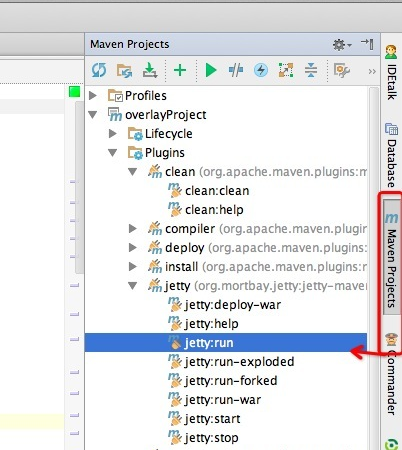 Maven Projects
Profiles
overlayProject
Lifecycle
Plugins
clean (org.apache.maven.plugins:m
clean:clean
clean:help
compiler (org.apache.maven.plugin
deploy (org.apache.maven.plugins:
install (org.apache.maven.plugins:
jetty (org.mortbay.jetty:jetty-mave
jetty:deploy-war
jetty:help
jetty:run
jetty:run-exploded
jetty:run-forked
jetty:run-war
jetty:start
jetty:stop
IDEtalk
Database
Maven Projects
Commander